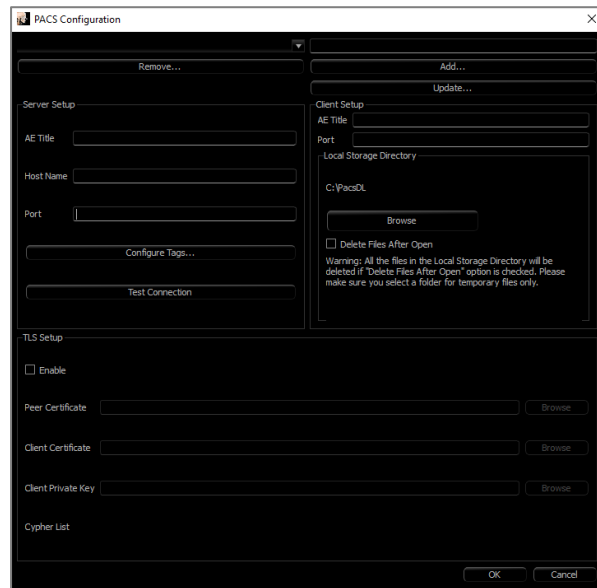 PACS Configuration
Remove...
Add...
Update...
Server Setup
AE Title
Host Name
Port
Configure Tags...
Test Connection
Client Setup
AE Title
Port
Local Storage Directory
C:\PacsDL
Browse
Delete Files After Open
Warning: All the files in the Local Storage Directory will be
deleted if "Delete Files After Open" option is checked. Please
make sure you select a folder for temporary files only.
TLS Setup
Enable
Peer Certificate
Browse
Client Certificate
Browse
Client Private Key
Browse
Cypher List
OK
Cancel